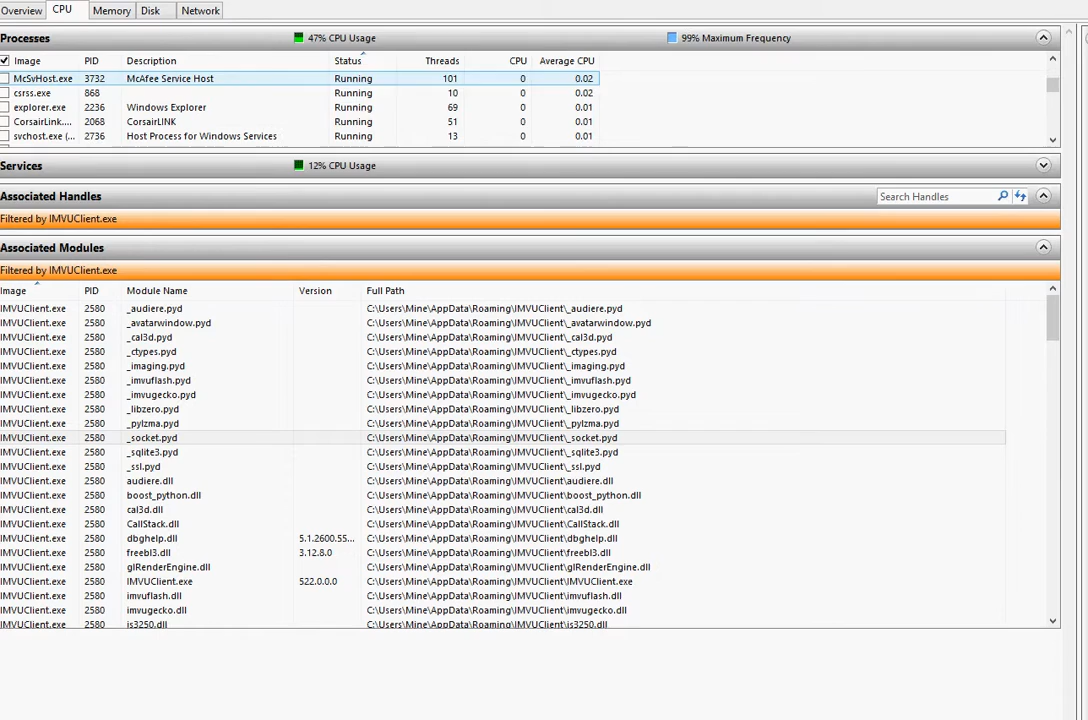 Overview CPU Memory Disk Network
Processes 47% CPU Usage 99% Maximum Frequency
Image PID Description Status Threads CPU Average CPU
McSvHost.exe 3732 McAfee Service Host Running 101 0 0.02
csrss.exe 868 Running 10 0 0.02
explorer.exe 2236 Windows Explorer Running 69 0 0.01
CorsairLink.... 2068 CorsairLINK Running 51 0 0.01
svchost.exe (... 2736 Host Process for Windows Services Running 13 0 0.01
Services 12% CPU Usage
Associated Handles Search Handles
Filtered by IMVUClient.exe
Associated Modules
Filtered by IMVUClient.exe
Image PID Module Name Version Full Path
IMVUClient.exe 2580 _audiere.pyd C:\Users\Mine\AppData\Roaming\IMVUClient\_audiere.pyd
IMVUClient.exe 2580 _avatarwindow.pyd C:\Users\Mine\AppData\Roaming\IMVUClient\_avatarwindow.pyd
IMVUClient.exe 2580 _cal3d.pyd C:\Users\Mine\AppData\Roaming\IMVUClient\_cal3d.pyd
IMVUClient.exe 2580 _ctypes.pyd C:\Users\Mine\AppData\Roaming\IMVUClient\_ctypes.pyd
IMVUClient.exe 2580 _imaging.pyd C:\Users\Mine\AppData\Roaming\IMVUClient\_imaging.pyd
IMVUClient.exe 2580 _imvuflash.pyd C:\Users\Mine\AppData\Roaming\IMVUClient\_imvuflash.pyd
IMVUClient.exe 2580 _imvugecko.pyd C:\Users\Mine\AppData\Roaming\IMVUClient\_imvugecko.pyd
IMVUClient.exe 2580 _libzero.pyd C:\Users\Mine\AppData\Roaming\IMVUClient\_libzero.pyd
IMVUClient.exe 2580 _pylzma.pyd C:\Users\Mine\AppData\Roaming\IMVUClient\_pylzma.pyd
IMVUClient.exe 2580 _socket.pyd C:\Users\Mine\AppData\Roaming\IMVUClient\_socket.pyd
IMVUClient.exe 2580 _sqlite3.pyd C:\Users\Mine\AppData\Roaming\IMVUClient\_sqlite3.pyd
IMVUClient.exe 2580 _ssl.pyd C:\Users\Mine\AppData\Roaming\IMVUClient\_ssl.pyd
IMVUClient.exe 2580 audiere.dll C:\Users\Mine\AppData\Roaming\IMVUClient\audiere.dll
IMVUClient.exe 2580 boost_python.dll C:\Users\Mine\AppData\Roaming\IMVUClient\boost_python.dll
IMVUClient.exe 2580 cal3d.dll C:\Users\Mine\AppData\Roaming\IMVUClient\cal3d.dll
IMVUClient.exe 2580 CallStack.dll C:\Users\Mine\AppData\Roaming\IMVUClient\CallStack.dll
IMVUClient.exe 2580 dbghelp.dll 5.1.2600.55... C:\Users\Mine\AppData\Roaming\IMVUClient\dbghelp.dll
IMVUClient.exe 2580 freebl3.dll 3.12.8.0 C:\Users\Mine\AppData\Roaming\IMVUClient\freebl3.dll
IMVUClient.exe 2580 glRenderEngine.dll C:\Users\Mine\AppData\Roaming\IMVUClient\glRenderEngine.dll
IMVUClient.exe 2580 IMVUClient.exe 522.0.0.0 C:\Users\Mine\AppData\Roaming\IMVUClient\IMVUClient.exe
IMVUClient.exe 2580 imvuflash.dll C:\Users\Mine\AppData\Roaming\IMVUClient\imvuflash.dll
IMVUClient.exe 2580 imvugecko.dll C:\Users\Mine\AppData\Roaming\IMVUClient\imvugecko.dll
IMVUClient.exe 2580 js3250.dll C:\Users\Mine\AppData\Roaming\IMVUClient\js3250.dll